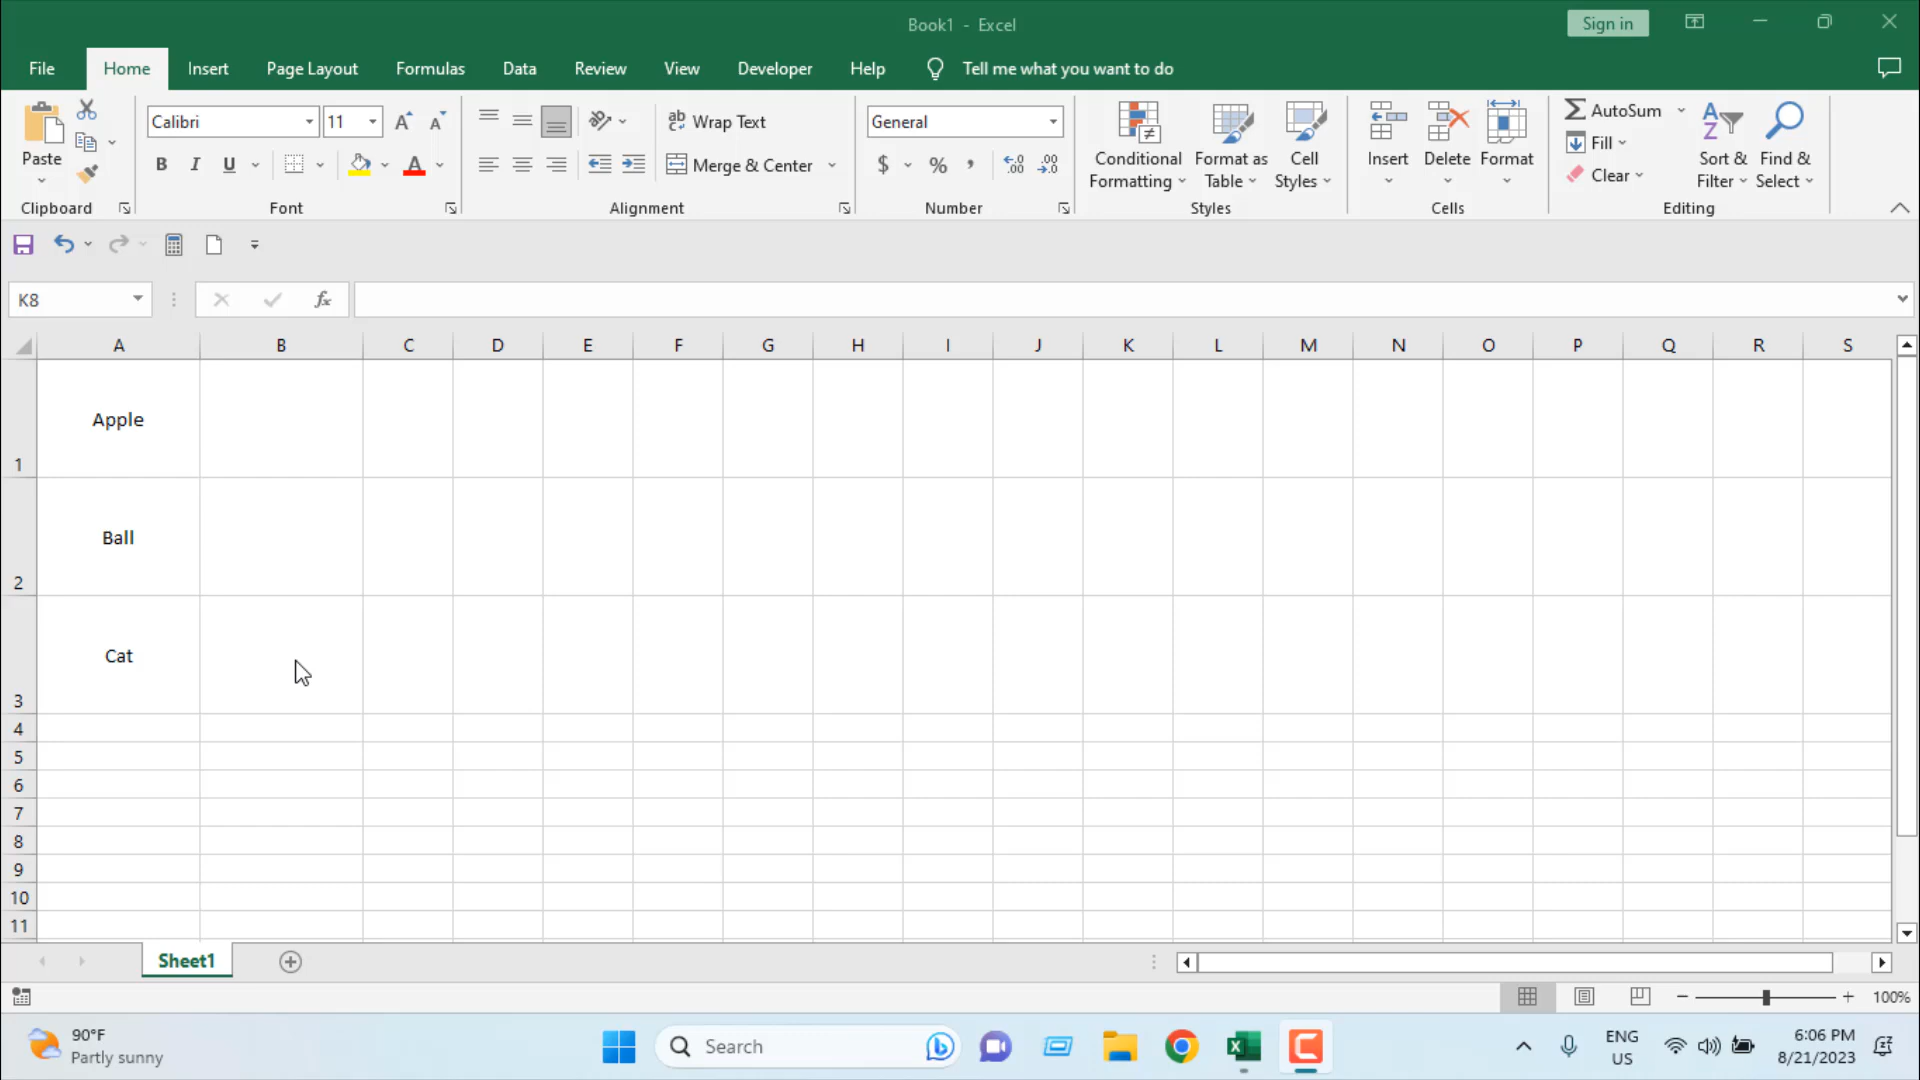 Book1 - Excel
Sign in
File Home Insert Page Layout Formulas Data Review View Developer Help Tell me what you want to do
Calibri 11
ab Wrap Text
General
AutoSum
Paste
B I U A
Merge & Center
$ % ,
Conditional Formatting
Format as Table
Cell Styles
Insert Delete Format
Fill
Clear
Sort & Filter
Find & Select
Clipboard Font Alignment Number Styles Cells Editing
K8 fx
A B C D E F G H I J K L M N O P Q R S
Apple
1
Ball
2
Cat
3
4
5
6
7
8
9
10
11
Sheet1
100%
90°F
Partly sunny
Search
ENG
US
6:06 PM
8/21/2023